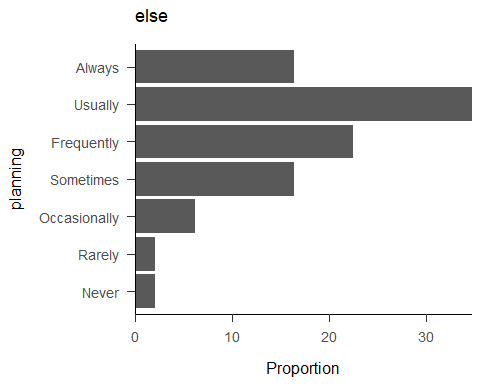 else
planning
Always
Usually
Frequently
Sometimes
Occasionally
Rarely
Never
0 10 20 30
Proportion